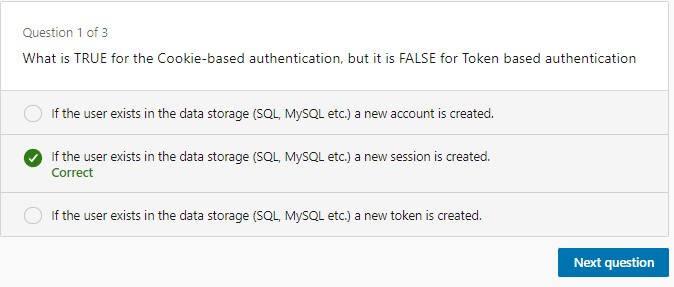 Question 1 of 3
What is TRUE for the Cookie-based authentication, but it is FALSE for Token based authentication
If the user exists in the data storage (SQL, MySQL etc.) a new account is created.
If the user exists in the data storage (SQL, MySQL etc.) a new session is created.
Correct
If the user exists in the data storage (SQL, MySQL etc.) a new token is created.
Next question